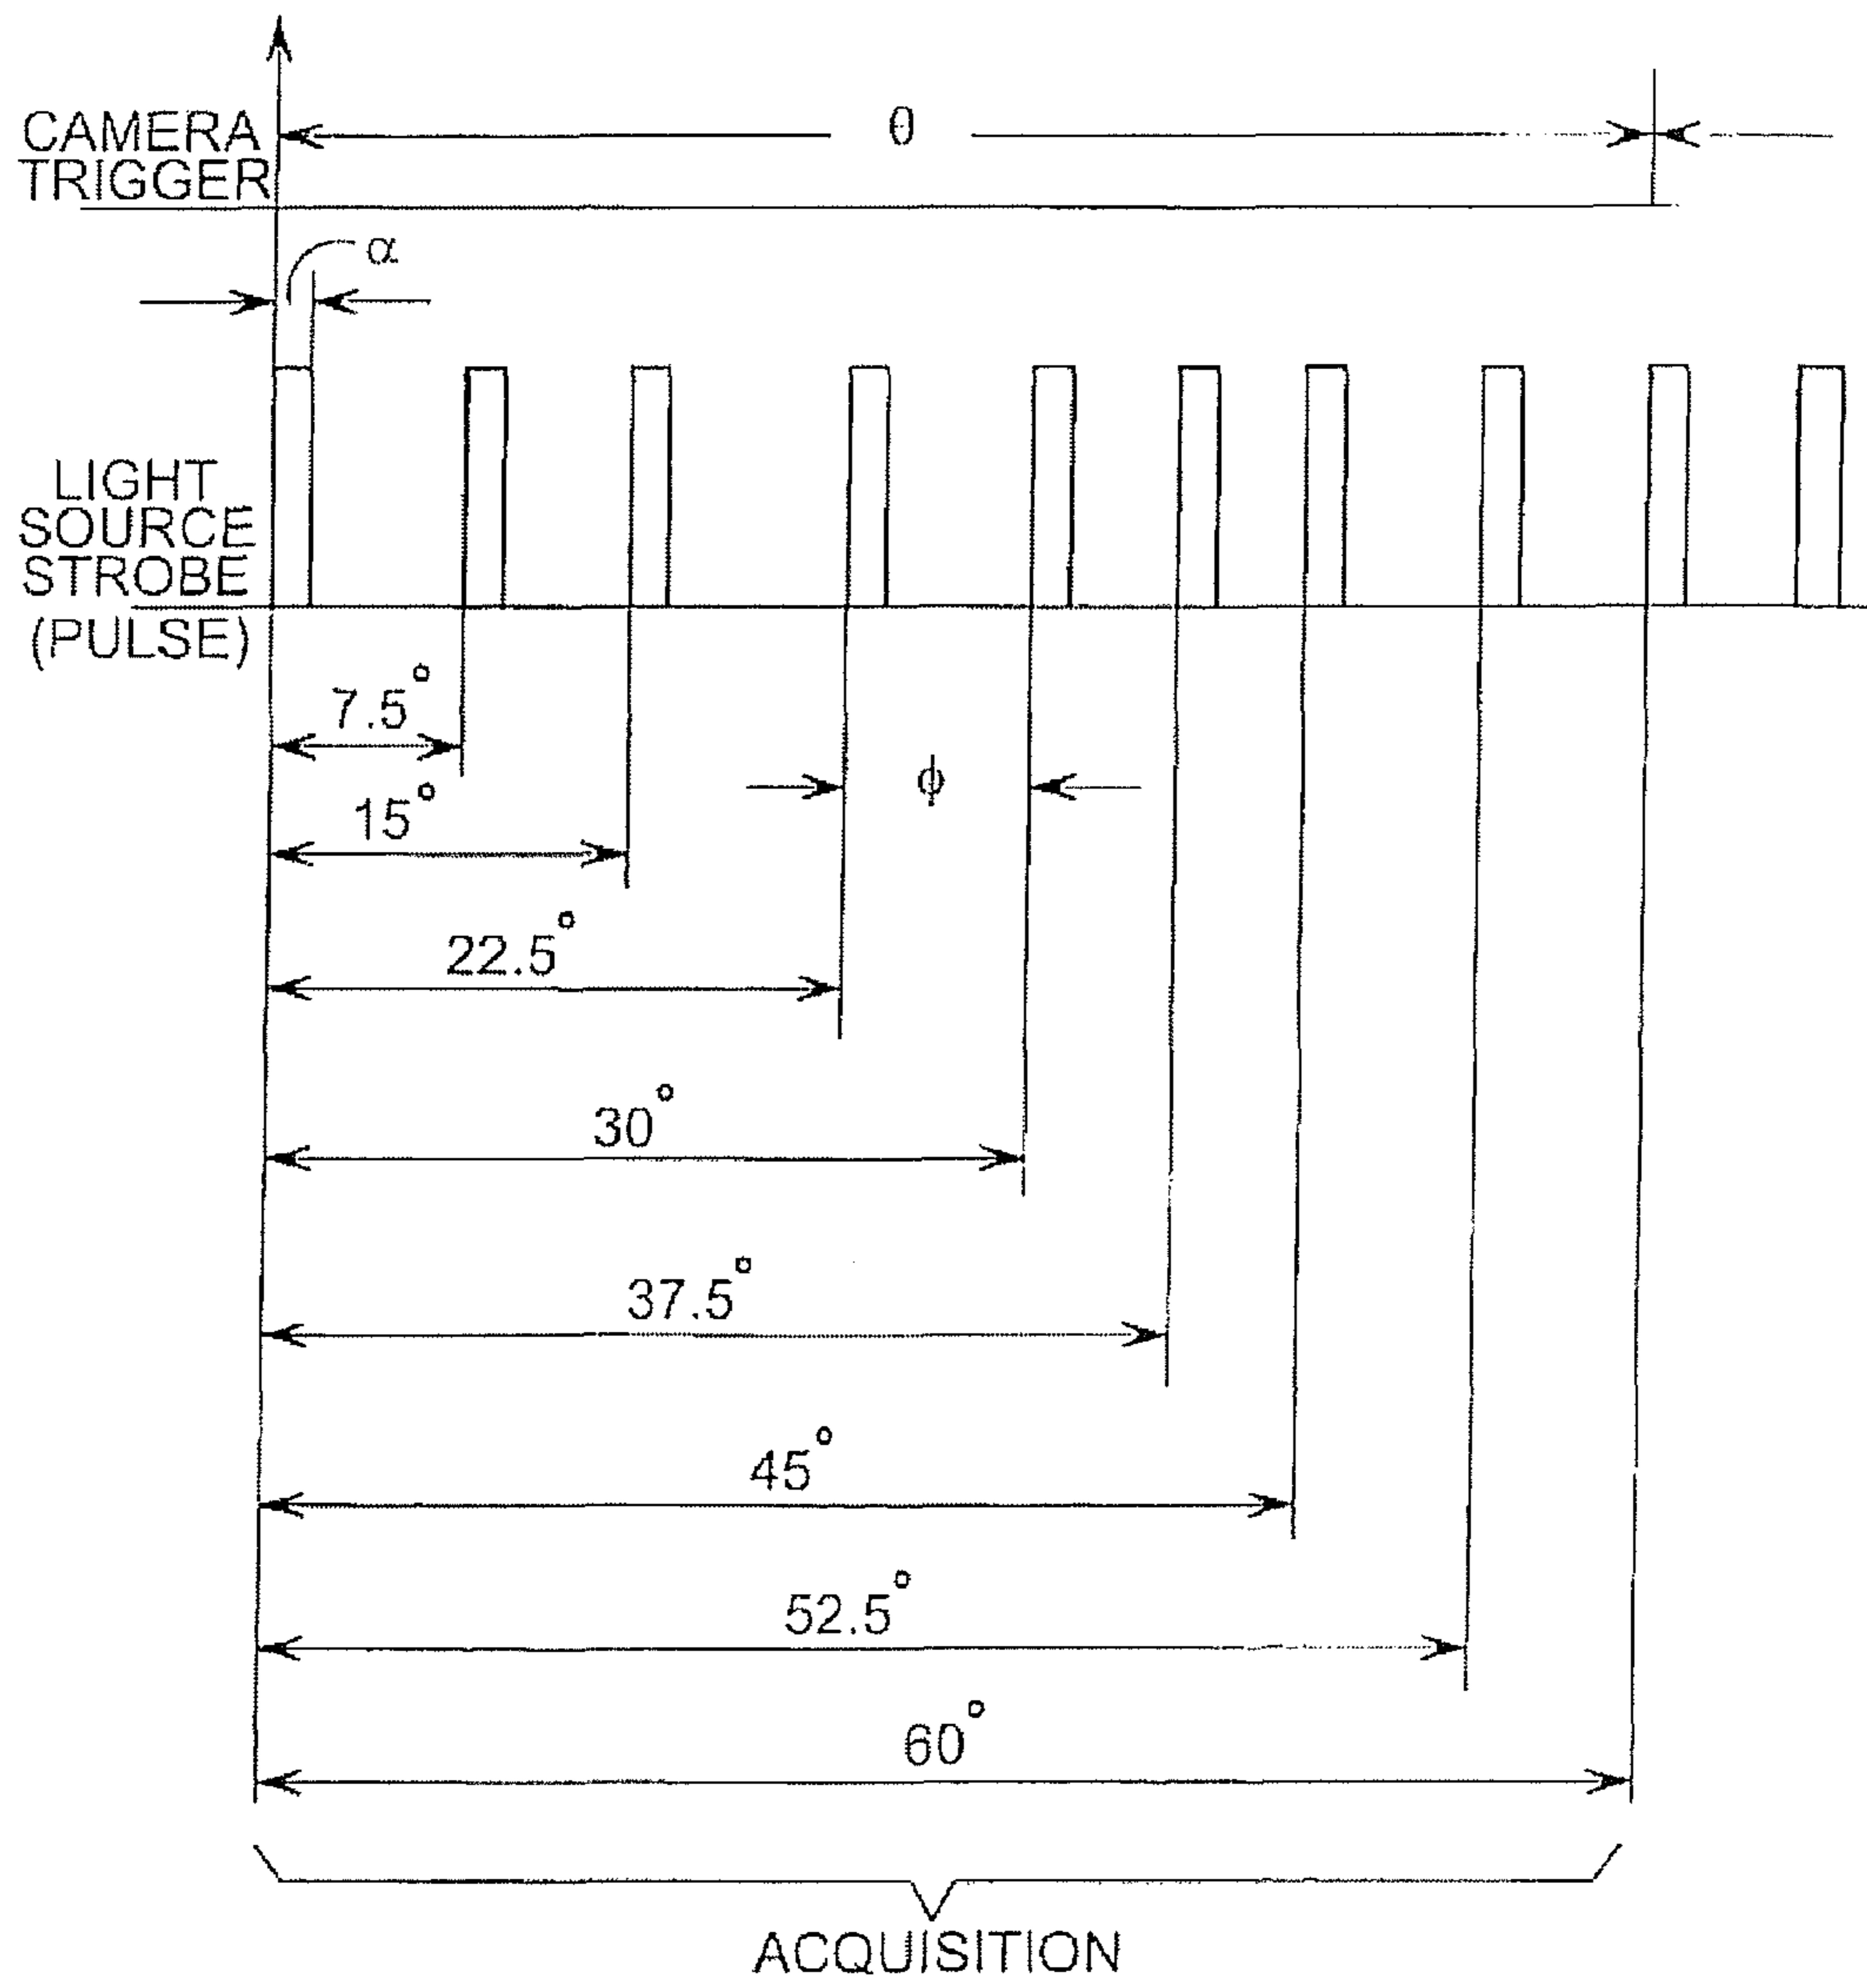 θ
CAMERA
TRIGGER
α
LIGHT
SOURCE
STROBE
(PULSE)
7.5°
ϕ
15°
22.5°
30°
37.5°
45°
52.5°
60°
ACQUISITION